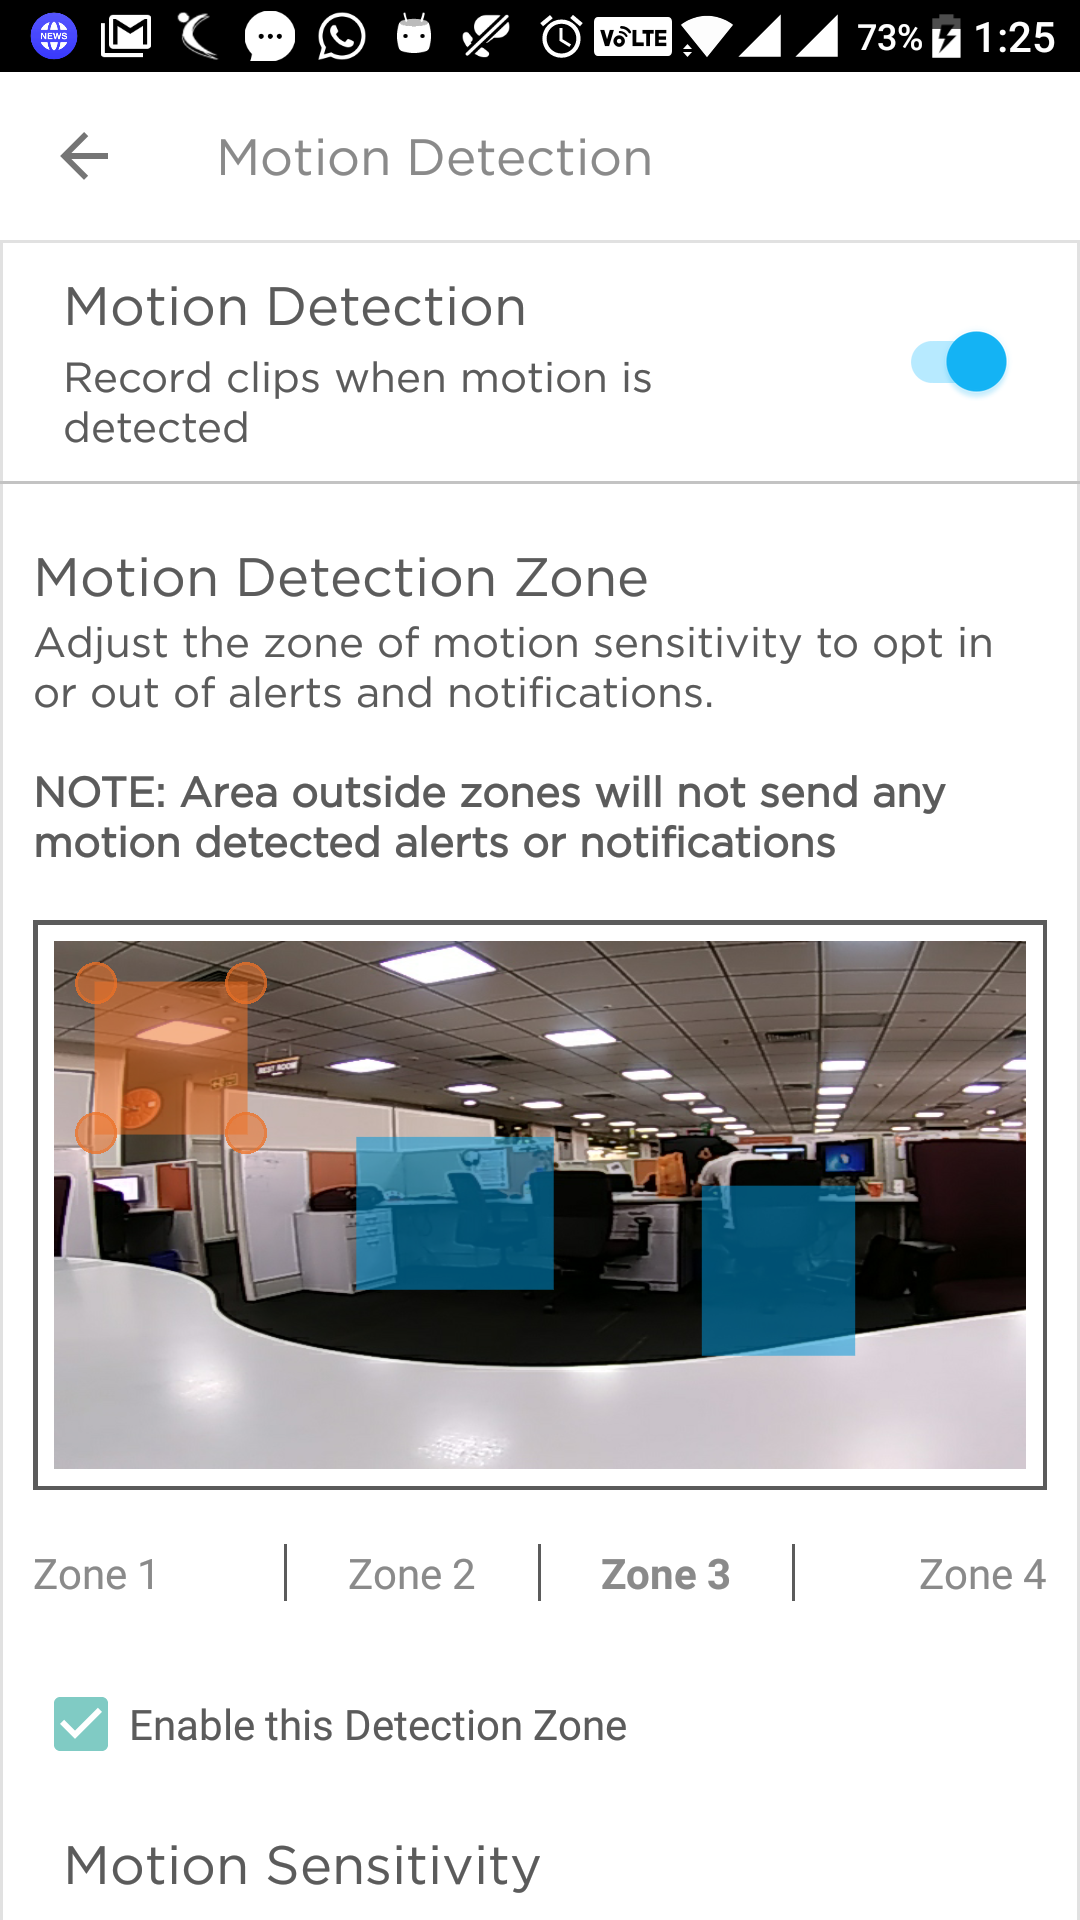 NEWS VoLTE 73% 1:25
Motion Detection
Motion Detection
Record clips when motion is
detected
Motion Detection Zone
Adjust the zone of motion sensitivity to opt in
or out of alerts and notifications.
NOTE: Area outside zones will not send any
motion detected alerts or notifications
REST ROOM
Zone 1 | Zone 2 | Zone 3 | Zone 4
Enable this Detection Zone
Motion Sensitivity